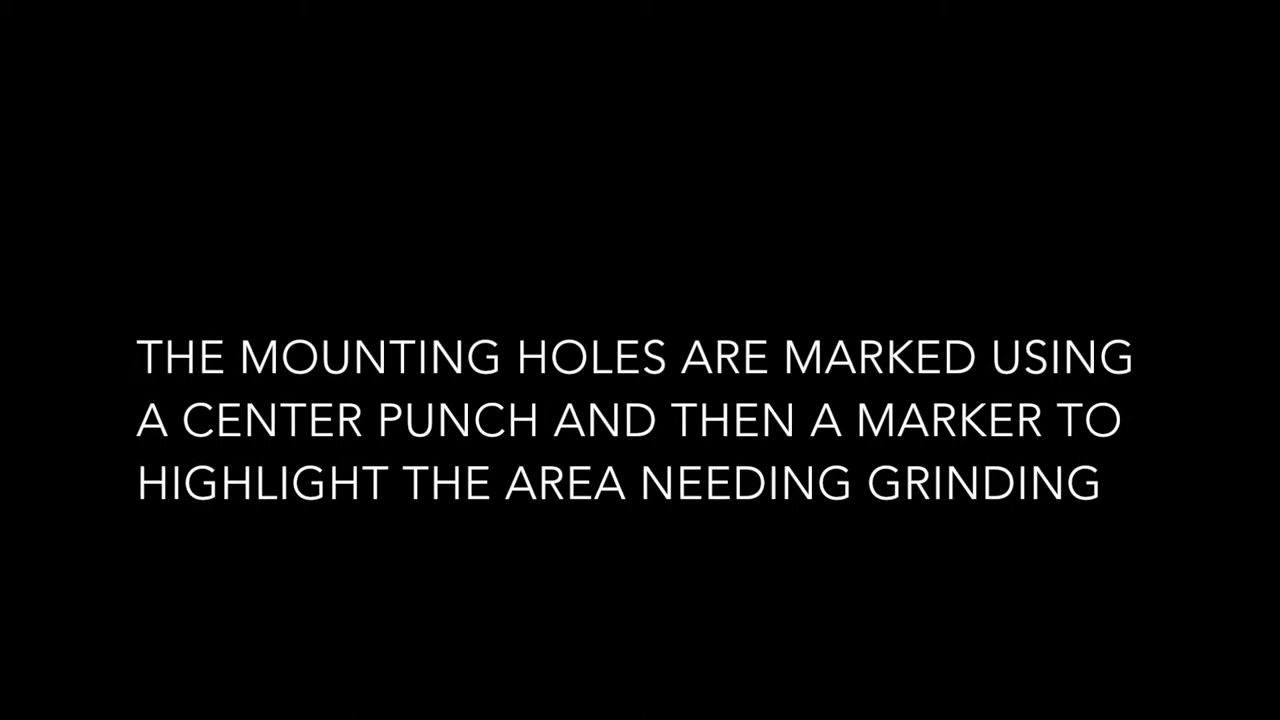 THE MOUNTING HOLES ARE MARKED USING
A CENTER PUNCH AND THEN A MARKER TO
HIGHLIGHT THE AREA NEEDING GRINDING